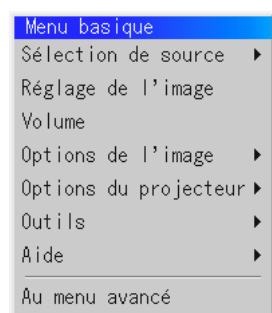 Menu basique
Sélection de source
Réglage de l'image
Volume
Options de l'image
Options du projecteur
Outils
Aide
Au menu avancé